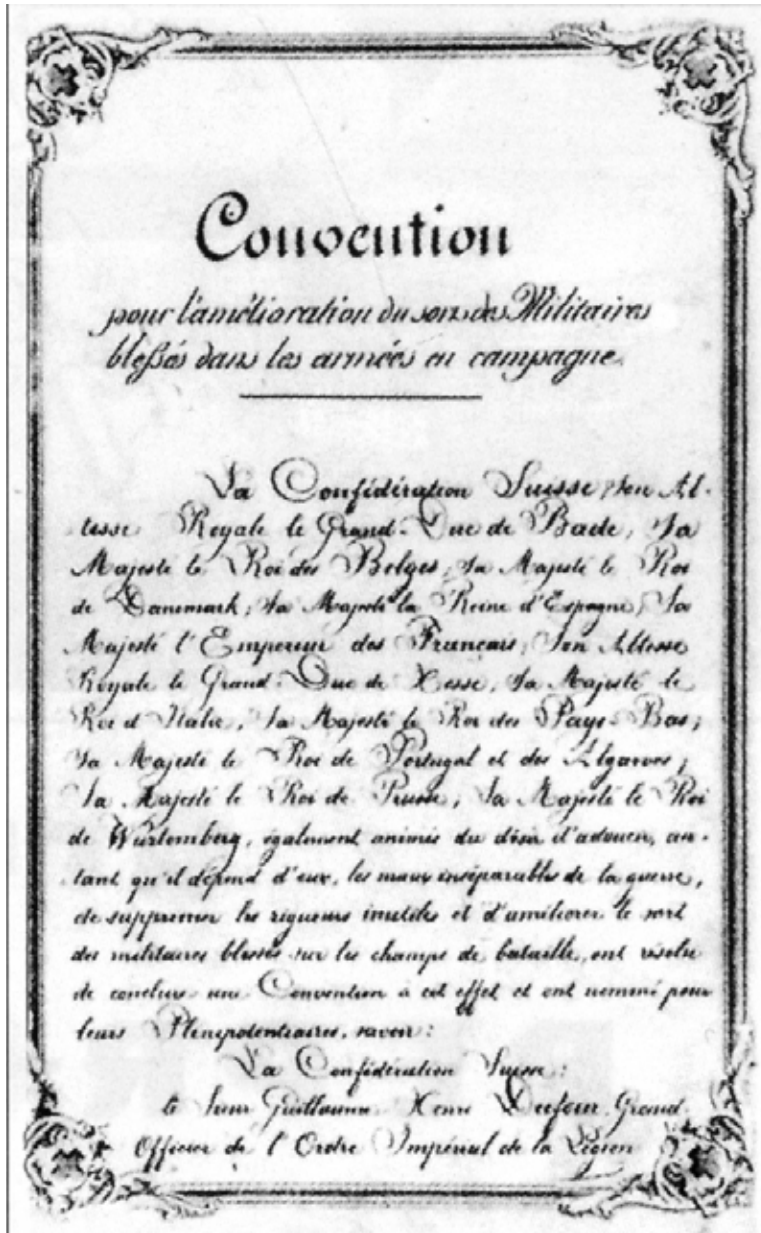 Convention
pour l'amélioration du sort des Militaires
blessés dans les armées en campagne.
La Confédération Suisse; Son Al-
tesse Royale le Grand-Duc de Bade; Sa
Majesté le Roi des Belges; Sa Majesté le Roi
de Danemark; Sa Majesté la Reine d'Espagne; Sa
Majesté l'Empereur des Français; Son Altesse
Royale le Grand-Duc de Hesse; Sa Majesté le
Roi d'Italie; Sa Majesté le Roi des Pays-Bas;
Sa Majesté le Roi de Portugal et des Algarves;
Sa Majesté le Roi de Prusse; Sa Majesté le Roi
de Wurtemberg, également animés du désir d'adoucir, au-
tant qu'il dépend d'eux, les maux inséparables de la guerre,
de supprimer les rigueurs inutiles et d'améliorer le sort
des militaires blessés sur les champs de bataille, ont résolu
de conclure une Convention à cet effet et ont nommé pour
leurs Plénipotentiaires, savoir:
La Confédération Suisse:
le Sieur Guillaume Henri Dufour, Grand
Officier de l'Ordre Impérial de la Légion